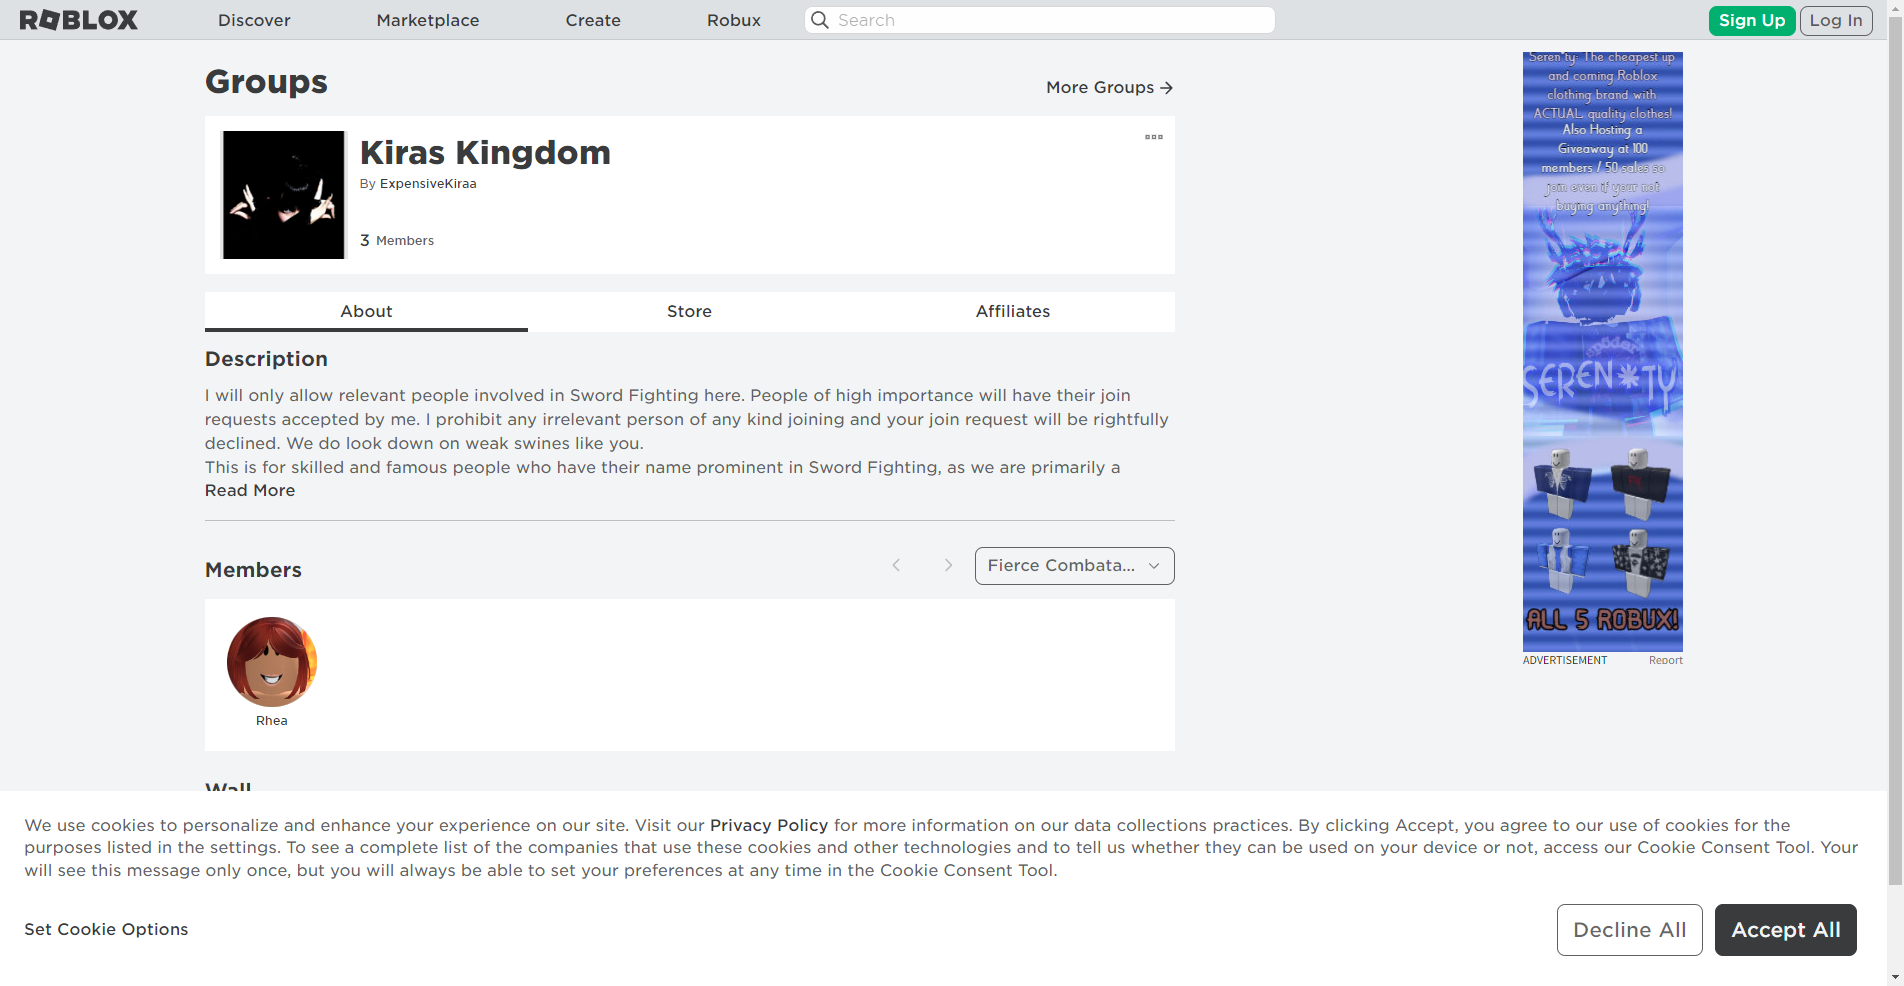 ROBLOX
Discover
Marketplace
Create
Robux
Search
Sign Up
Log In
Groups
More Groups
Kiras Kingdom
By ExpensiveKiraa
3 Members
About
Store
Affiliates
Description
I will only allow relevant people involved in Sword Fighting here. People of high importance will have their join
requests accepted by me. I prohibit any irrelevant person of any kind joining and your join request will be rightfully
declined. We do look down on weak swines like you.
This is for skilled and famous people who have their name prominent in Sword Fighting, as we are primarily a
Read More
Members
Fierce Combata...
Rhea
Wall
Serenity: The cheapest up
and coming Roblox
clothing brand with
ACTUAL quality clothes!
Also Hosting a
Giveaway at 100
members / 50 sales so
join even if your not
buying anything!
SEREN*TY
ALL 5 ROBUX!
ADVERTISEMENT
Report
We use cookies to personalize and enhance your experience on our site. Visit our Privacy Policy for more information on our data collections practices. By clicking Accept, you agree to our use of cookies for the
purposes listed in the settings. To see a complete list of the companies that use these cookies and other technologies and to tell us whether they can be used on your device or not, access our Cookie Consent Tool. Your
will see this message only once, but you will always be able to set your preferences at any time in the Cookie Consent Tool.
Set Cookie Options
Decline All
Accept All